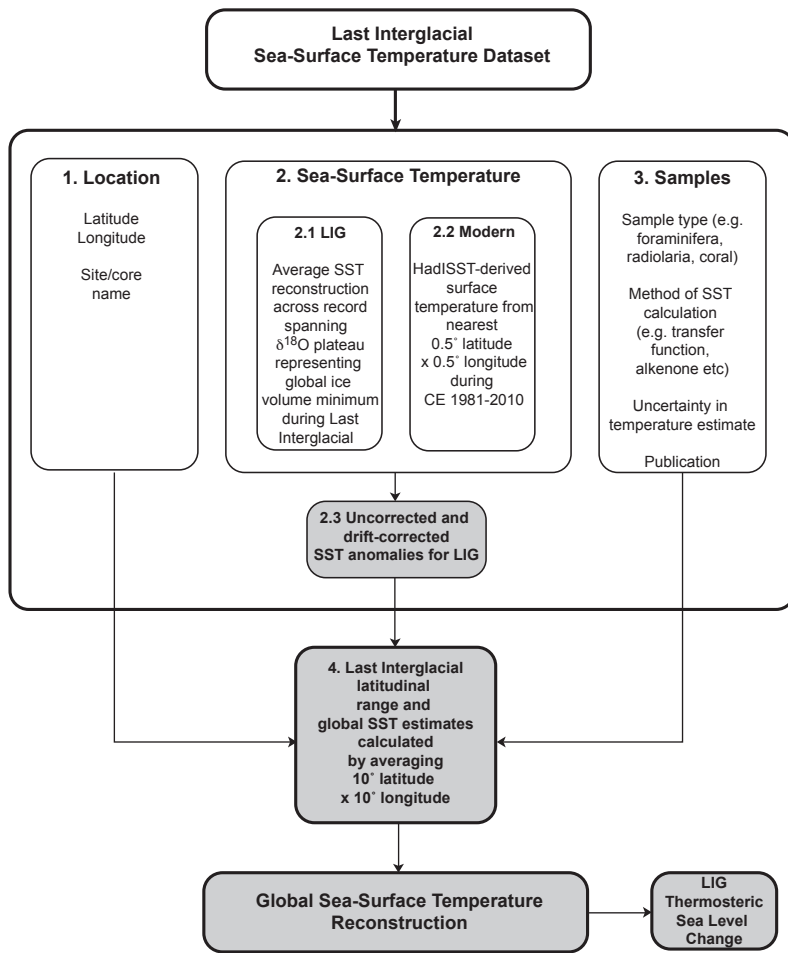 Last Interglacial
Sea-Surface Temperature Dataset
1. Location
Latitude
Longitude
Site/core
name
2. Sea-Surface Temperature
2.1 LIG
Average SST
reconstruction
across record
spanning
δ¹⁸O plateau
representing
global ice
volume minimum
during Last
Interglacial
2.2 Modern
HadISST-derived
surface
temperature from
nearest
0.5˚ latitude
x 0.5˚ longitude
during
CE 1981-2010
3. Samples
Sample type (e.g.
foraminifera,
radiolaria, coral)
Method of SST
calculation
(e.g. transfer
function,
alkenone etc)
Uncertainty in
temperature estimate
Publication
2.3 Uncorrected and
drift-corrected
SST anomalies for LIG
4. Last Interglacial
latitudinal
range and
global SST estimates
calculated
by averaging
10˚ latitude
x 10˚ longitude
Global Sea-Surface Temperature
Reconstruction
LIG
Thermosteric
Sea Level
Change